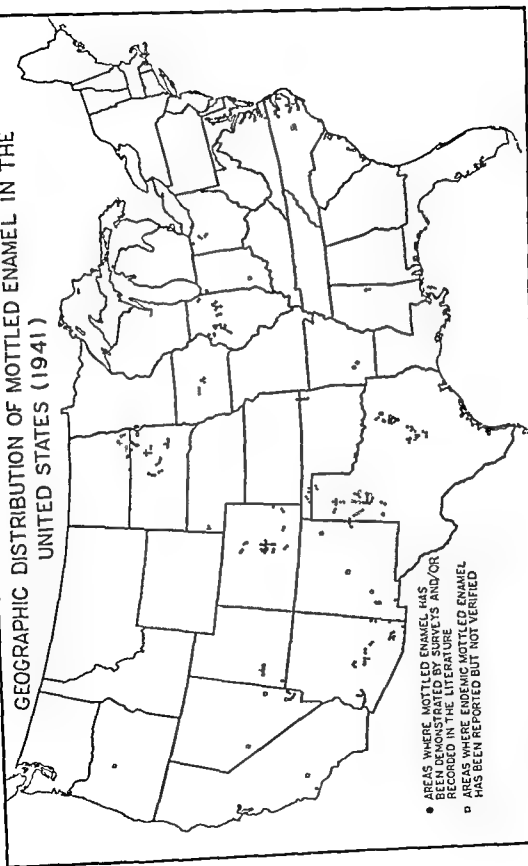 GEOGRAPHIC DISTRIBUTION OF MOTTLED ENAMEL IN THE
UNITED STATES (1941)
• AREAS WHERE MOTTLED ENAMEL HAS
BEEN DEMONSTRATED BY SURVEYS AND/OR
RECORDED IN THE LITERATURE
▫ AREAS WHERE ENDEMIC MOTTLED ENAMEL
HAS BEEN REPORTED BUT NOT VERIFIED